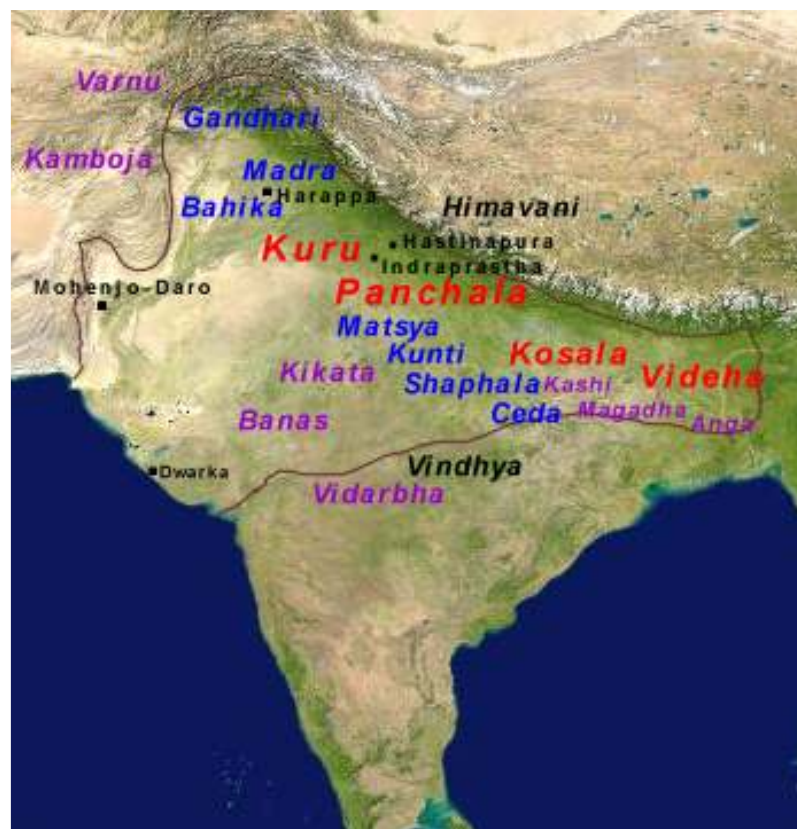 Varnu
Gandhari
Kamboja
Madra
Harappa
Bahika
Himavani
Kuru
Hastinapura
Indraprastha
Mohenjo-Daro
Panchala
Matsya
Kunti
Kosala
Kikata
Videha
Shaphala
Kashi
Ceda
Magadha
Banas
Anga
Vindhya
Dwarka
Vidarbha